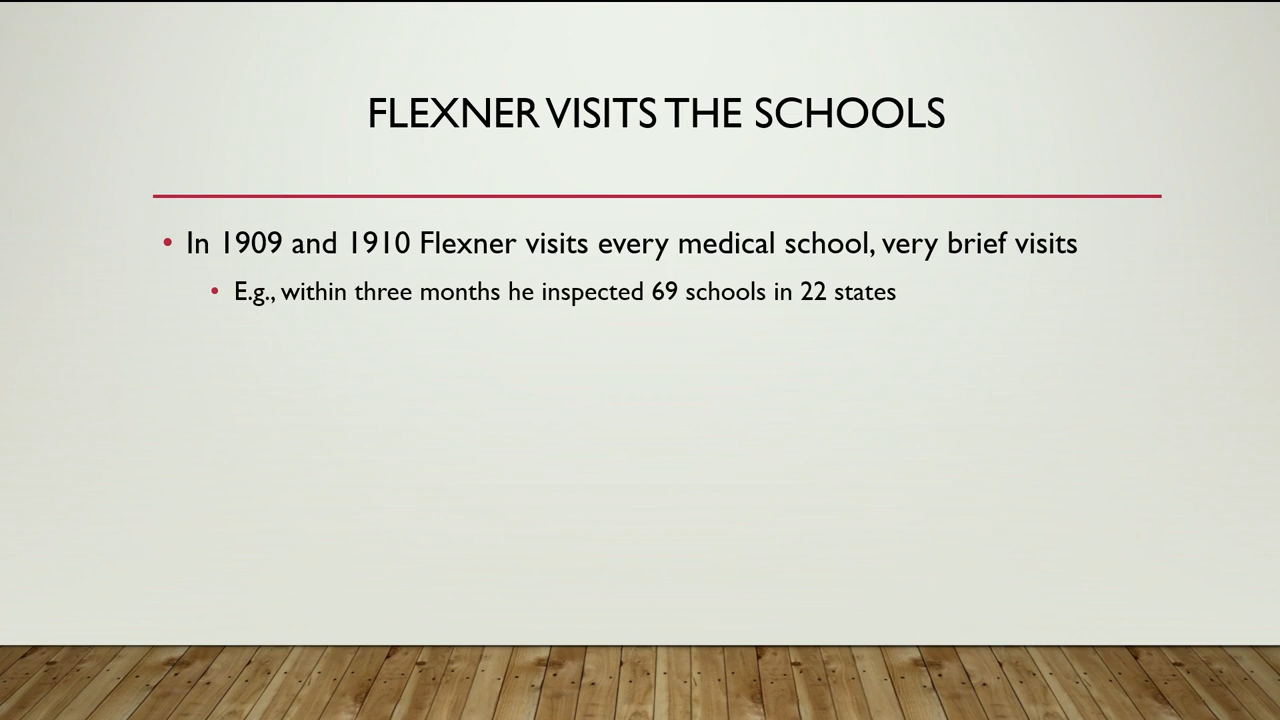 FLEXNER VISITS THE SCHOOLS
• In 1909 and 1910 Flexner visits every medical school, very brief visits
• E.g., within three months he inspected 69 schools in 22 states